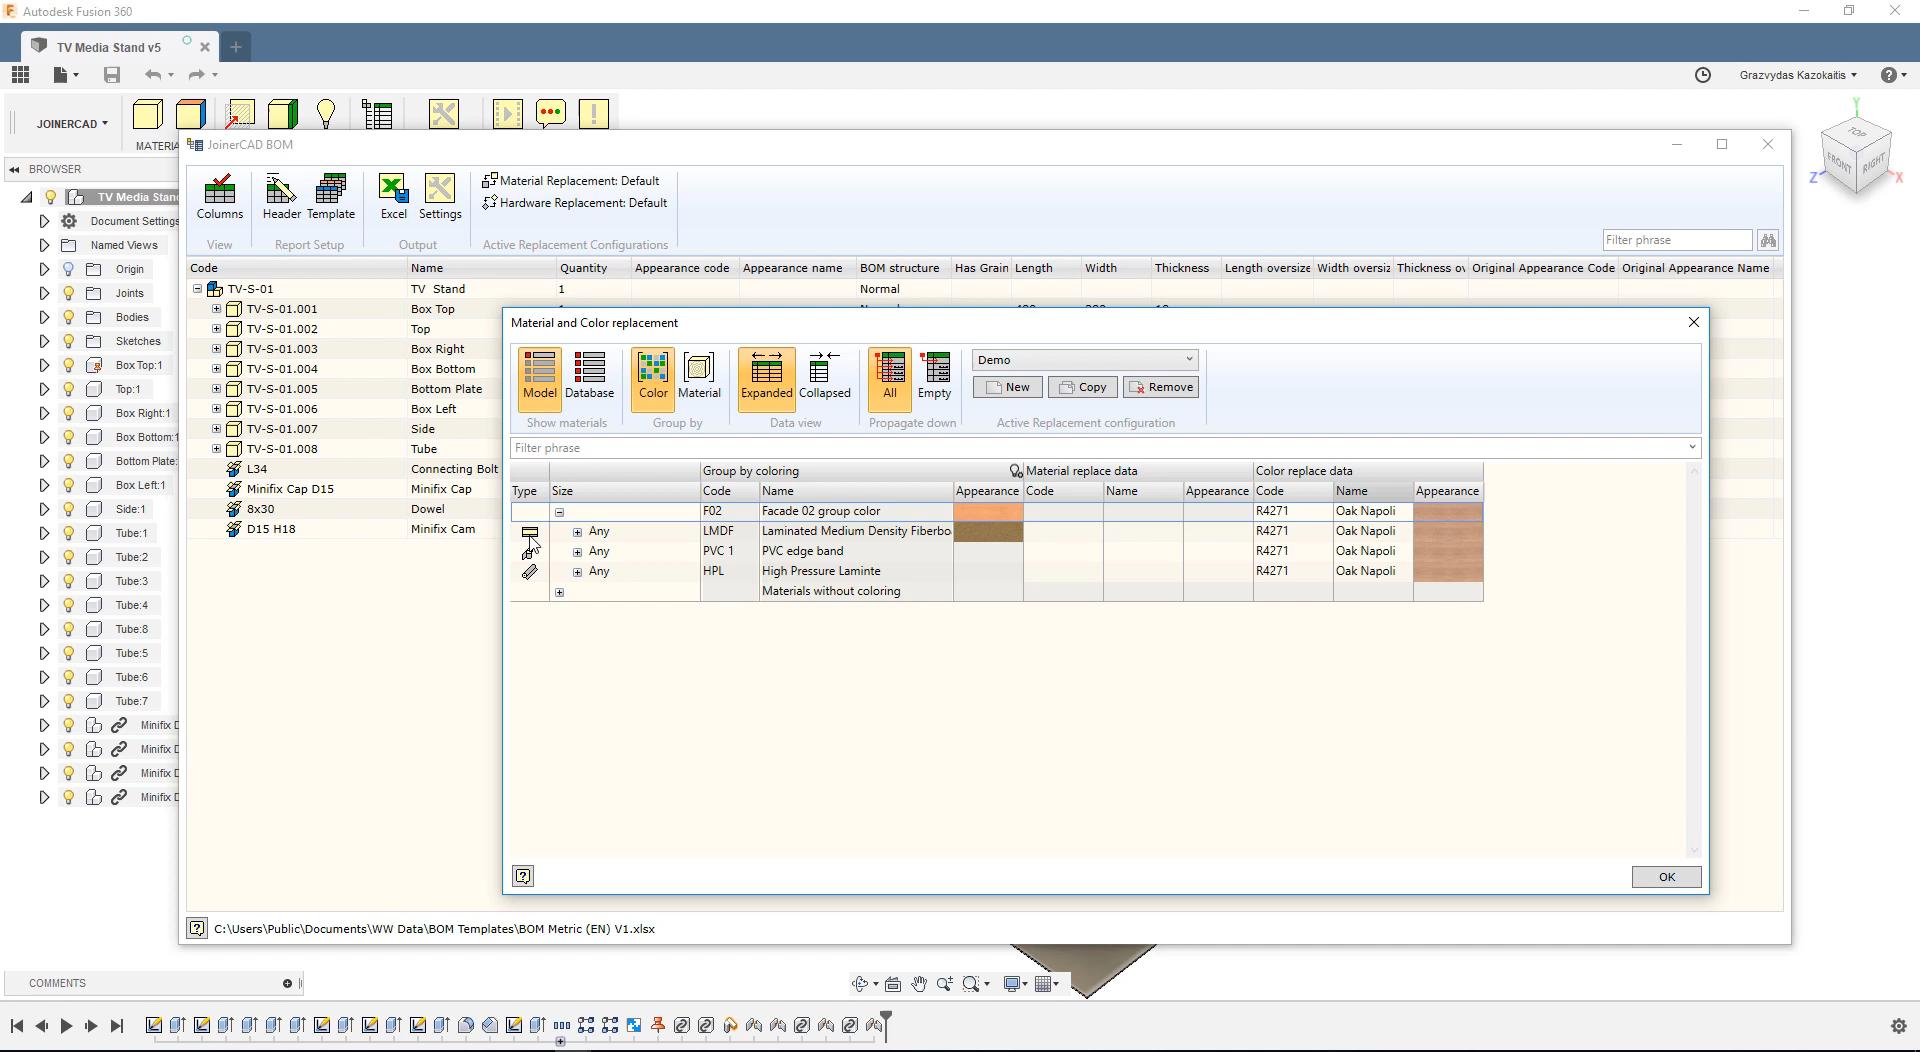 Autodesk Fusion 360
TV Media Stand v5
Grazvydas Kazokaitis
JOINERCAD
MATERIA
JoinerCAD BOM
BROWSER
TV Media Stand
Document Settings
Named Views
Origin
Joints
Bodies
Sketches
Box Top:1
Top:1
Box Right:1
Box Bottom:1
Bottom Plate:
Box Left:1
Side:1
Tube:1
Tube:2
Tube:3
Tube:4
Tube:8
Tube:5
Tube:6
Tube:7
Minifix D
Minifix D
Minifix D
Minifix D
Columns
Header Template
Excel Settings
Material Replacement: Default
Hardware Replacement: Default
View
Report Setup
Output
Active Replacement Configurations
Filter phrase
Code Name Quantity Appearance code Appearance name BOM structure Has Grain Length Width Thickness Length oversize Width oversiz Thickness ov Original Appearance Code Original Appearance Name
TV-S-01 TV Stand 1 Normal
TV-S-01.001 Box Top
TV-S-01.002 Top
TV-S-01.003 Box Right
TV-S-01.004 Box Bottom
TV-S-01.005 Bottom Plate
TV-S-01.006 Box Left
TV-S-01.007 Side
TV-S-01.008 Tube
L34 Connecting Bolt
Minifix Cap D15 Minifix Cap
8x30 Dowel
D15 H18 Minifix Cam
Material and Color replacement
Model Database
Color Material
Expanded Collapsed
All Empty
Demo
New Copy Remove
Show materials
Group by
Data view
Propagate down
Active Replacement configuration
Filter phrase
Group by coloring Material replace data Color replace data
Type Size Code Name Appearance Code Name Appearance Code Name Appearance
F02 Facade 02 group color R4271 Oak Napoli
Any LMDF Laminated Medium Density Fiberbo R4271 Oak Napoli
Any PVC 1 PVC edge band R4271 Oak Napoli
Any HPL High Pressure Laminte R4271 Oak Napoli
Materials without coloring
OK
C:\Users\Public\Documents\WW Data\BOM Templates\BOM Metric (EN) V1.xlsx
COMMENTS
TOP
FRONT
RIGHT
Y
Z
X